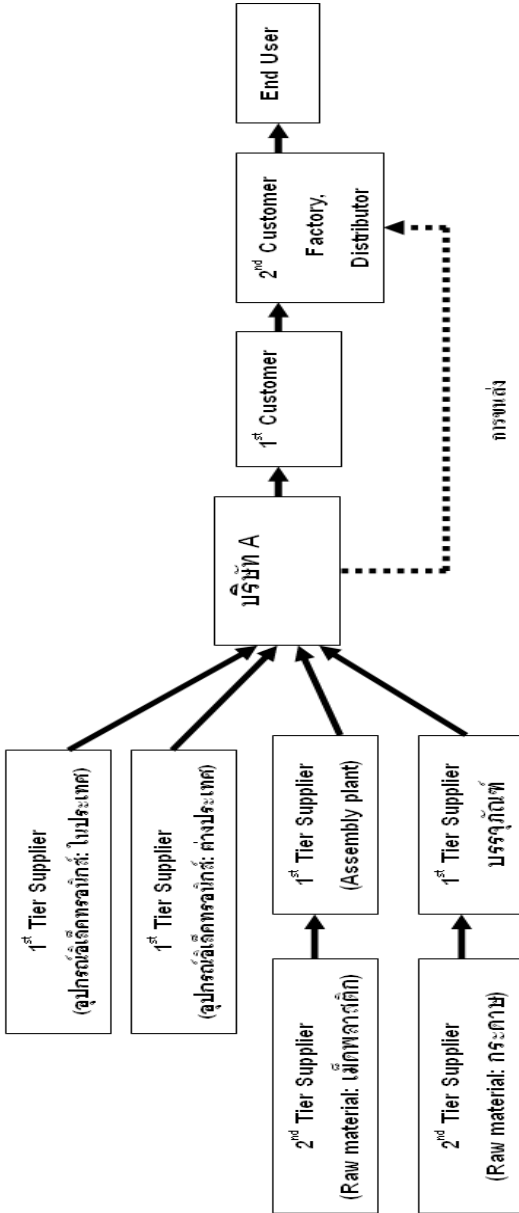 1st Tier Supplier
(อุปกรณ์อิเล็คทรอนิกส์: ในประเทศ)
1st Tier Supplier
(อุปกรณ์อิเล็คทรอนิกส์: ต่างประเทศ)
2nd Tier Supplier
(Raw material: เม็ดพลาสติก)
1st Tier Supplier
(Assembly plant)
2nd Tier Supplier
(Raw material: กระดาษ)
1st Tier Supplier
บรรจุภัณฑ์
บริษัท A
1st Customer
2nd Customer
Factory,
Distributor
End User
การขนส่ง